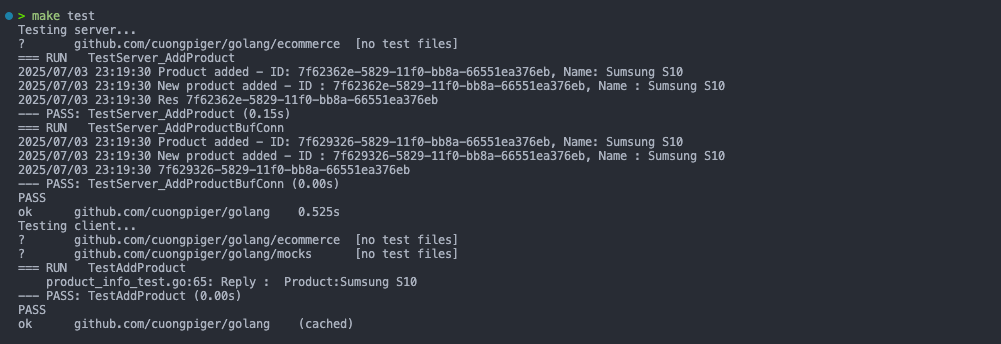 > make test
Testing server...
?       github.com/cuongpiger/golang/ecommerce  [no test files]
=== RUN   TestServer_AddProduct
2025/07/03 23:19:30 Product added - ID: 7f62362e-5829-11f0-bb8a-66551ea376eb, Name: Sumsung S10
2025/07/03 23:19:30 New product added - ID : 7f62362e-5829-11f0-bb8a-66551ea376eb, Name : Sumsung S10
2025/07/03 23:19:30 Res 7f62362e-5829-11f0-bb8a-66551ea376eb
--- PASS: TestServer_AddProduct (0.15s)
=== RUN   TestServer_AddProductBufConn
2025/07/03 23:19:30 Product added - ID: 7f629326-5829-11f0-bb8a-66551ea376eb, Name: Sumsung S10
2025/07/03 23:19:30 New product added - ID : 7f629326-5829-11f0-bb8a-66551ea376eb, Name : Sumsung S10
2025/07/03 23:19:30 7f629326-5829-11f0-bb8a-66551ea376eb
--- PASS: TestServer_AddProductBufConn (0.00s)
PASS
ok      github.com/cuongpiger/golang    0.525s
Testing client...
?       github.com/cuongpiger/golang/ecommerce  [no test files]
?       github.com/cuongpiger/golang/mocks      [no test files]
=== RUN   TestAddProduct
    product_info_test.go:65: Reply :  Product:Sumsung S10
--- PASS: TestAddProduct (0.00s)
PASS
ok      github.com/cuongpiger/golang    (cached)